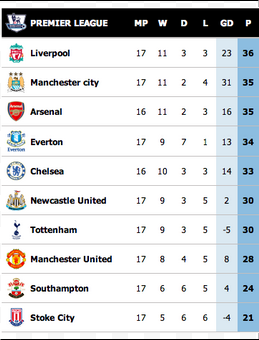 PREMIER LEAGUE MP W D L GD P
Liverpool 17 11 3 3 23 36
Manchester city 17 11 2 4 31 35
Arsenal 16 11 2 3 16 35
Everton Everton 17 9 7 1 13 34
Chelsea 16 10 3 3 14 33
Newcastle United 17 9 3 5 2 30
Tottenham 17 9 3 5 -5 30
Manchester United 17 8 4 5 8 28
Southampton 17 6 6 5 4 24
Stoke City 17 5 6 6 -4 21